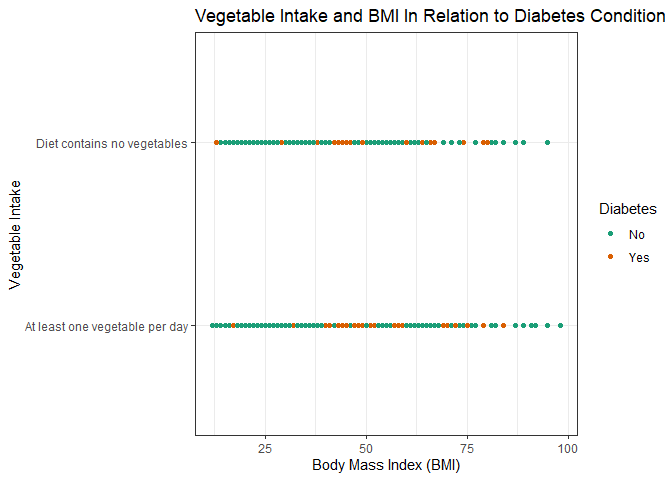 Vegetable Intake and BMI In Relation to Diabetes Condition
Diet contains no vegetables
At least one vegetable per day
Vegetable Intake
25 50 75 100
Body Mass Index (BMI)
Diabetes
No
Yes